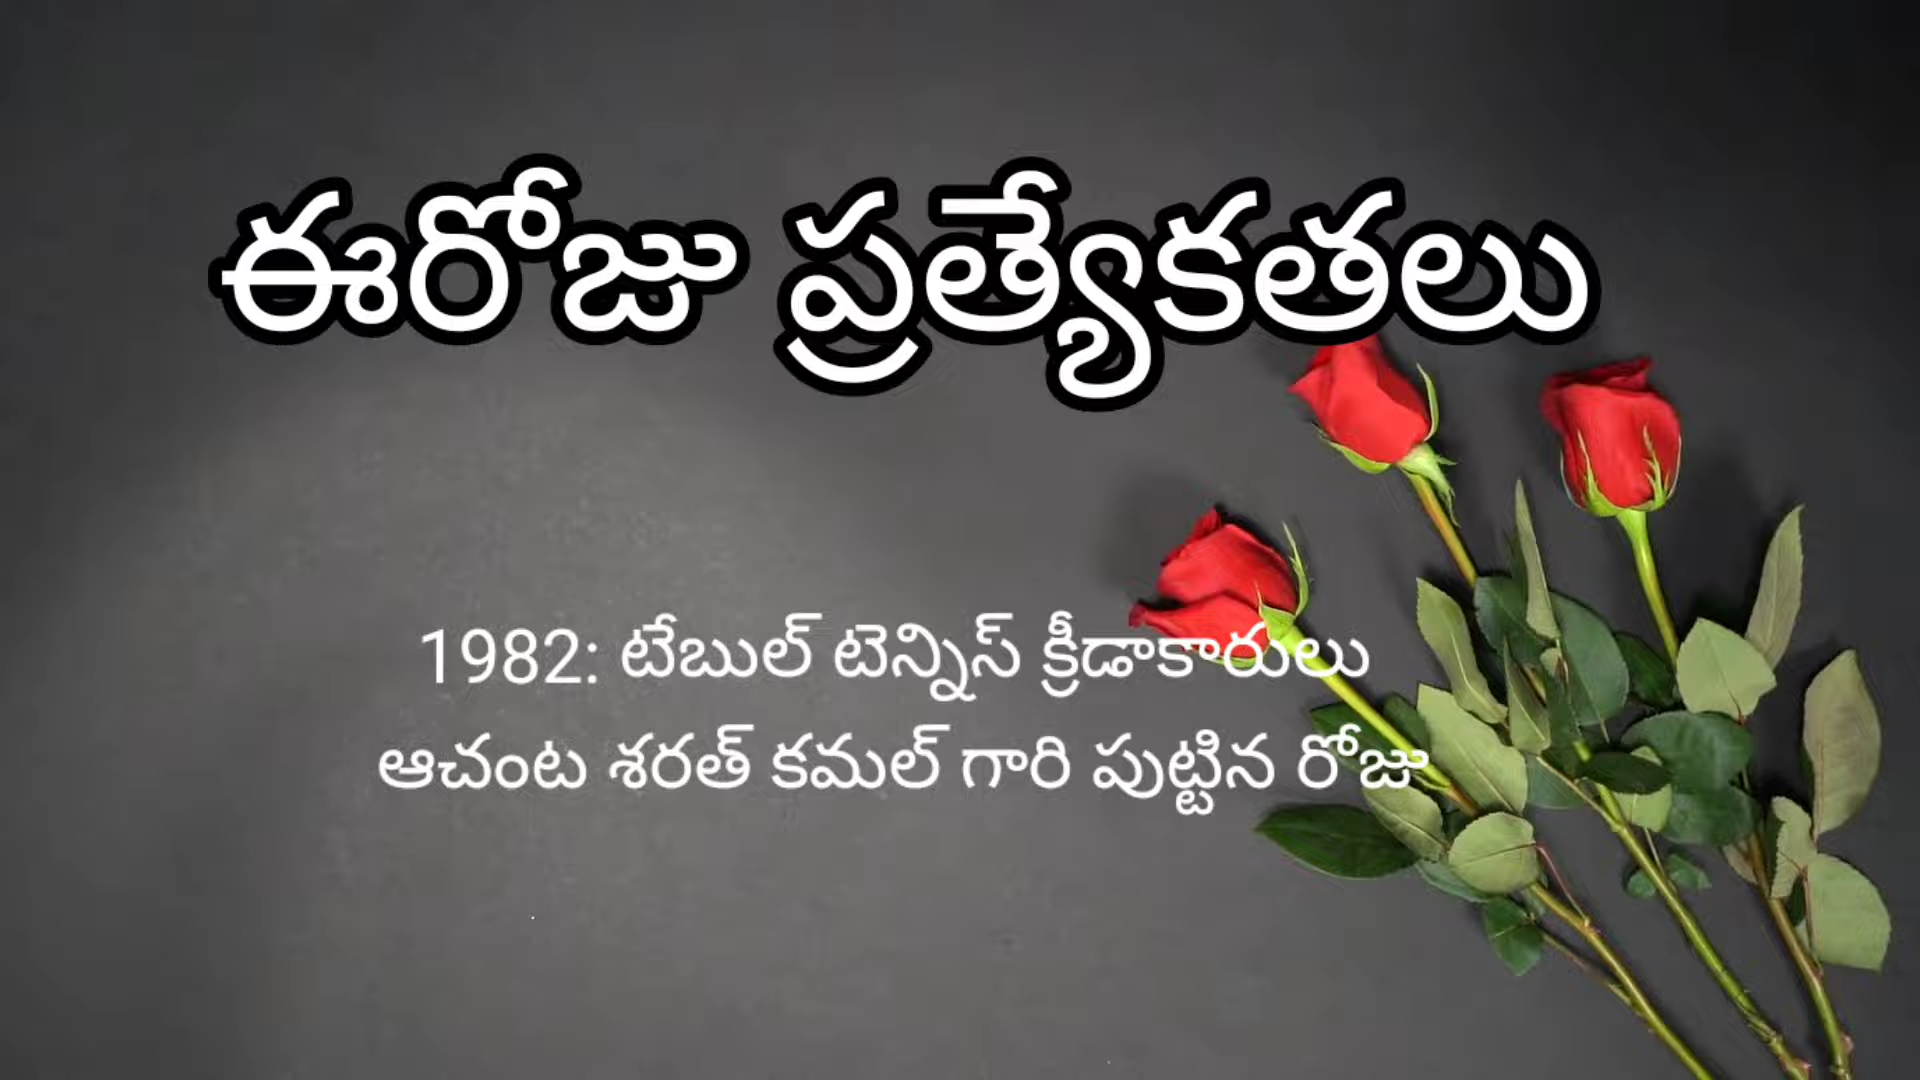 ఈరోజు ప్రత్యేకతలు
1982: టేబుల్ టెన్నిస్ క్రీడాకారులు
ఆచంట శరత్ కమల్ గారి పుట్టిన రోజు